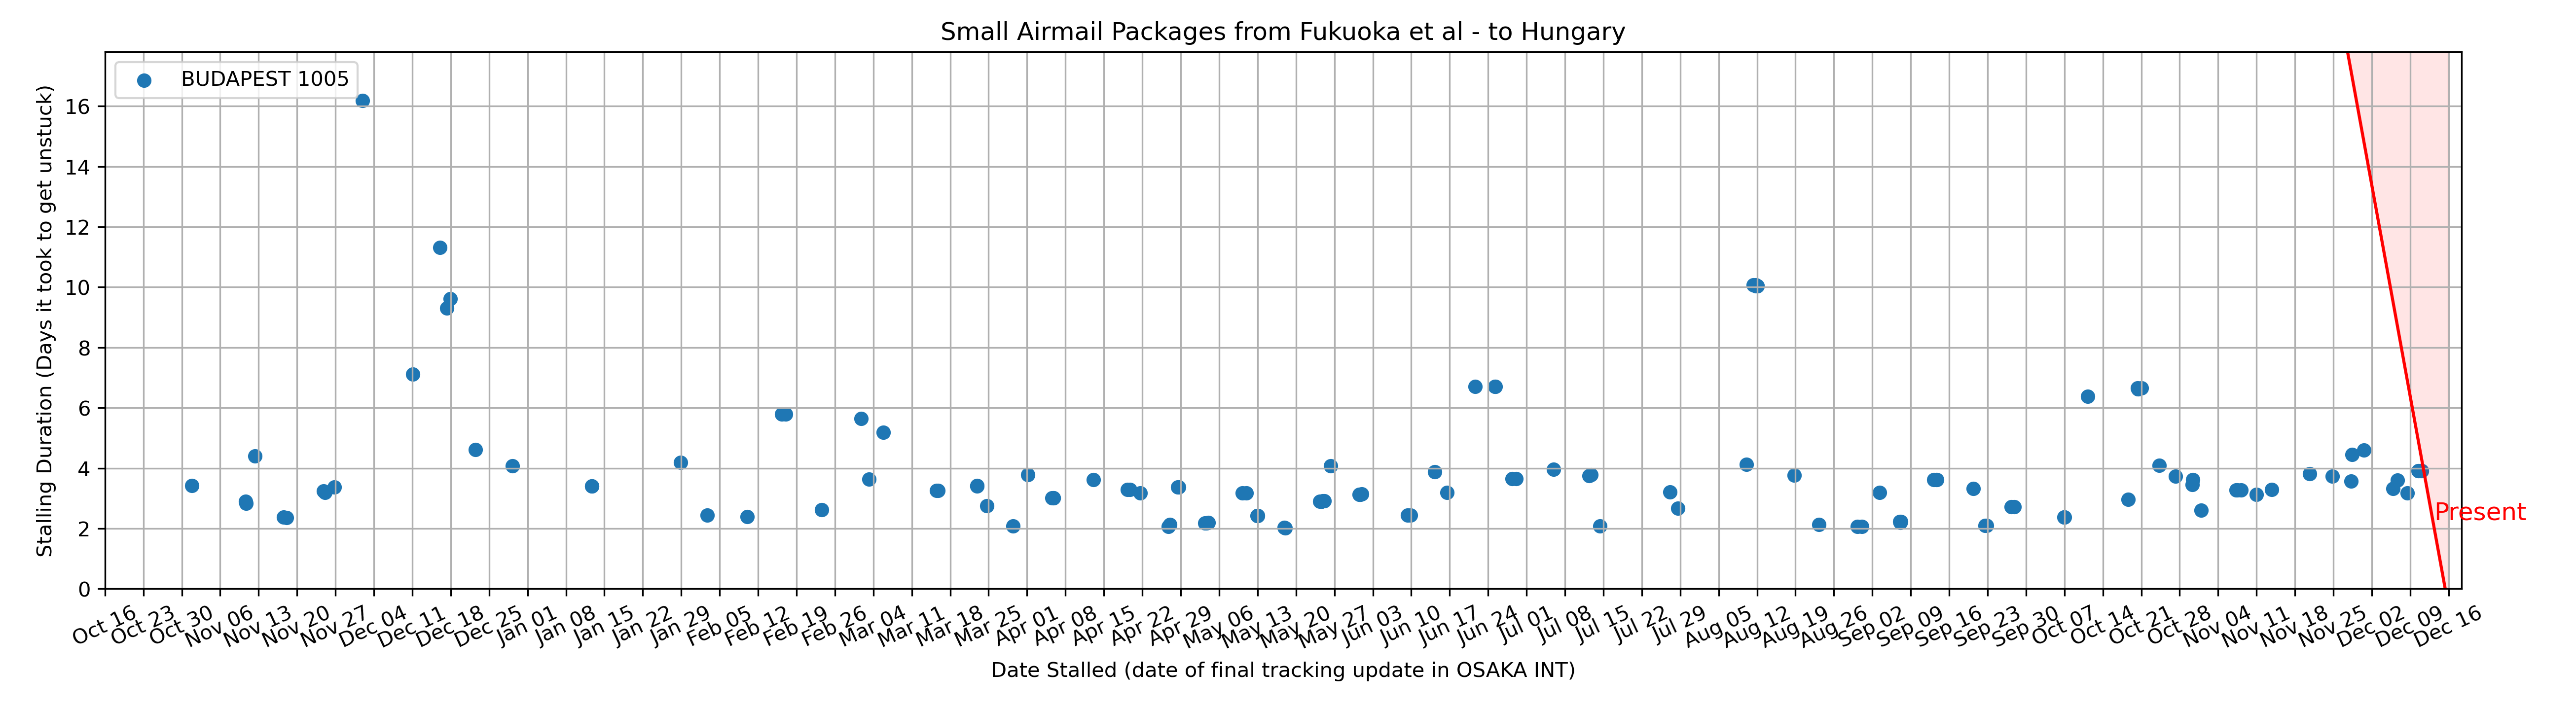 Small Airmail Packages from Fukuoka et al - to Hungary
BUDAPEST 1005
Stalling Duration (Days it took to get unstuck)
16
14
12
10
8
6
4
2
0
Present
Oct 16 Oct 23 Oct 30 Nov 06 Nov 13 Nov 20 Nov 27 Dec 04 Dec 11 Dec 18 Dec 25 Jan 01 Jan 08 Jan 15 Jan 22 Jan 29 Feb 05 Feb 12 Feb 19 Feb 26 Mar 04 Mar 11 Mar 18 Mar 25 Apr 01 Apr 08 Apr 15 Apr 22 Apr 29 May 06 May 13 May 20 May 27 Jun 03 Jun 10 Jun 17 Jun 24 Jul 01 Jul 08 Jul 15 Jul 22 Jul 29 Aug 05 Aug 12 Aug 19 Aug 26 Sep 02 Sep 09 Sep 16 Sep 23 Sep 30 Oct 07 Oct 14 Oct 21 Oct 28 Nov 04 Nov 11 Nov 18 Nov 25 Dec 02 Dec 09 Dec 16
Date Stalled (date of final tracking update in OSAKA INT)